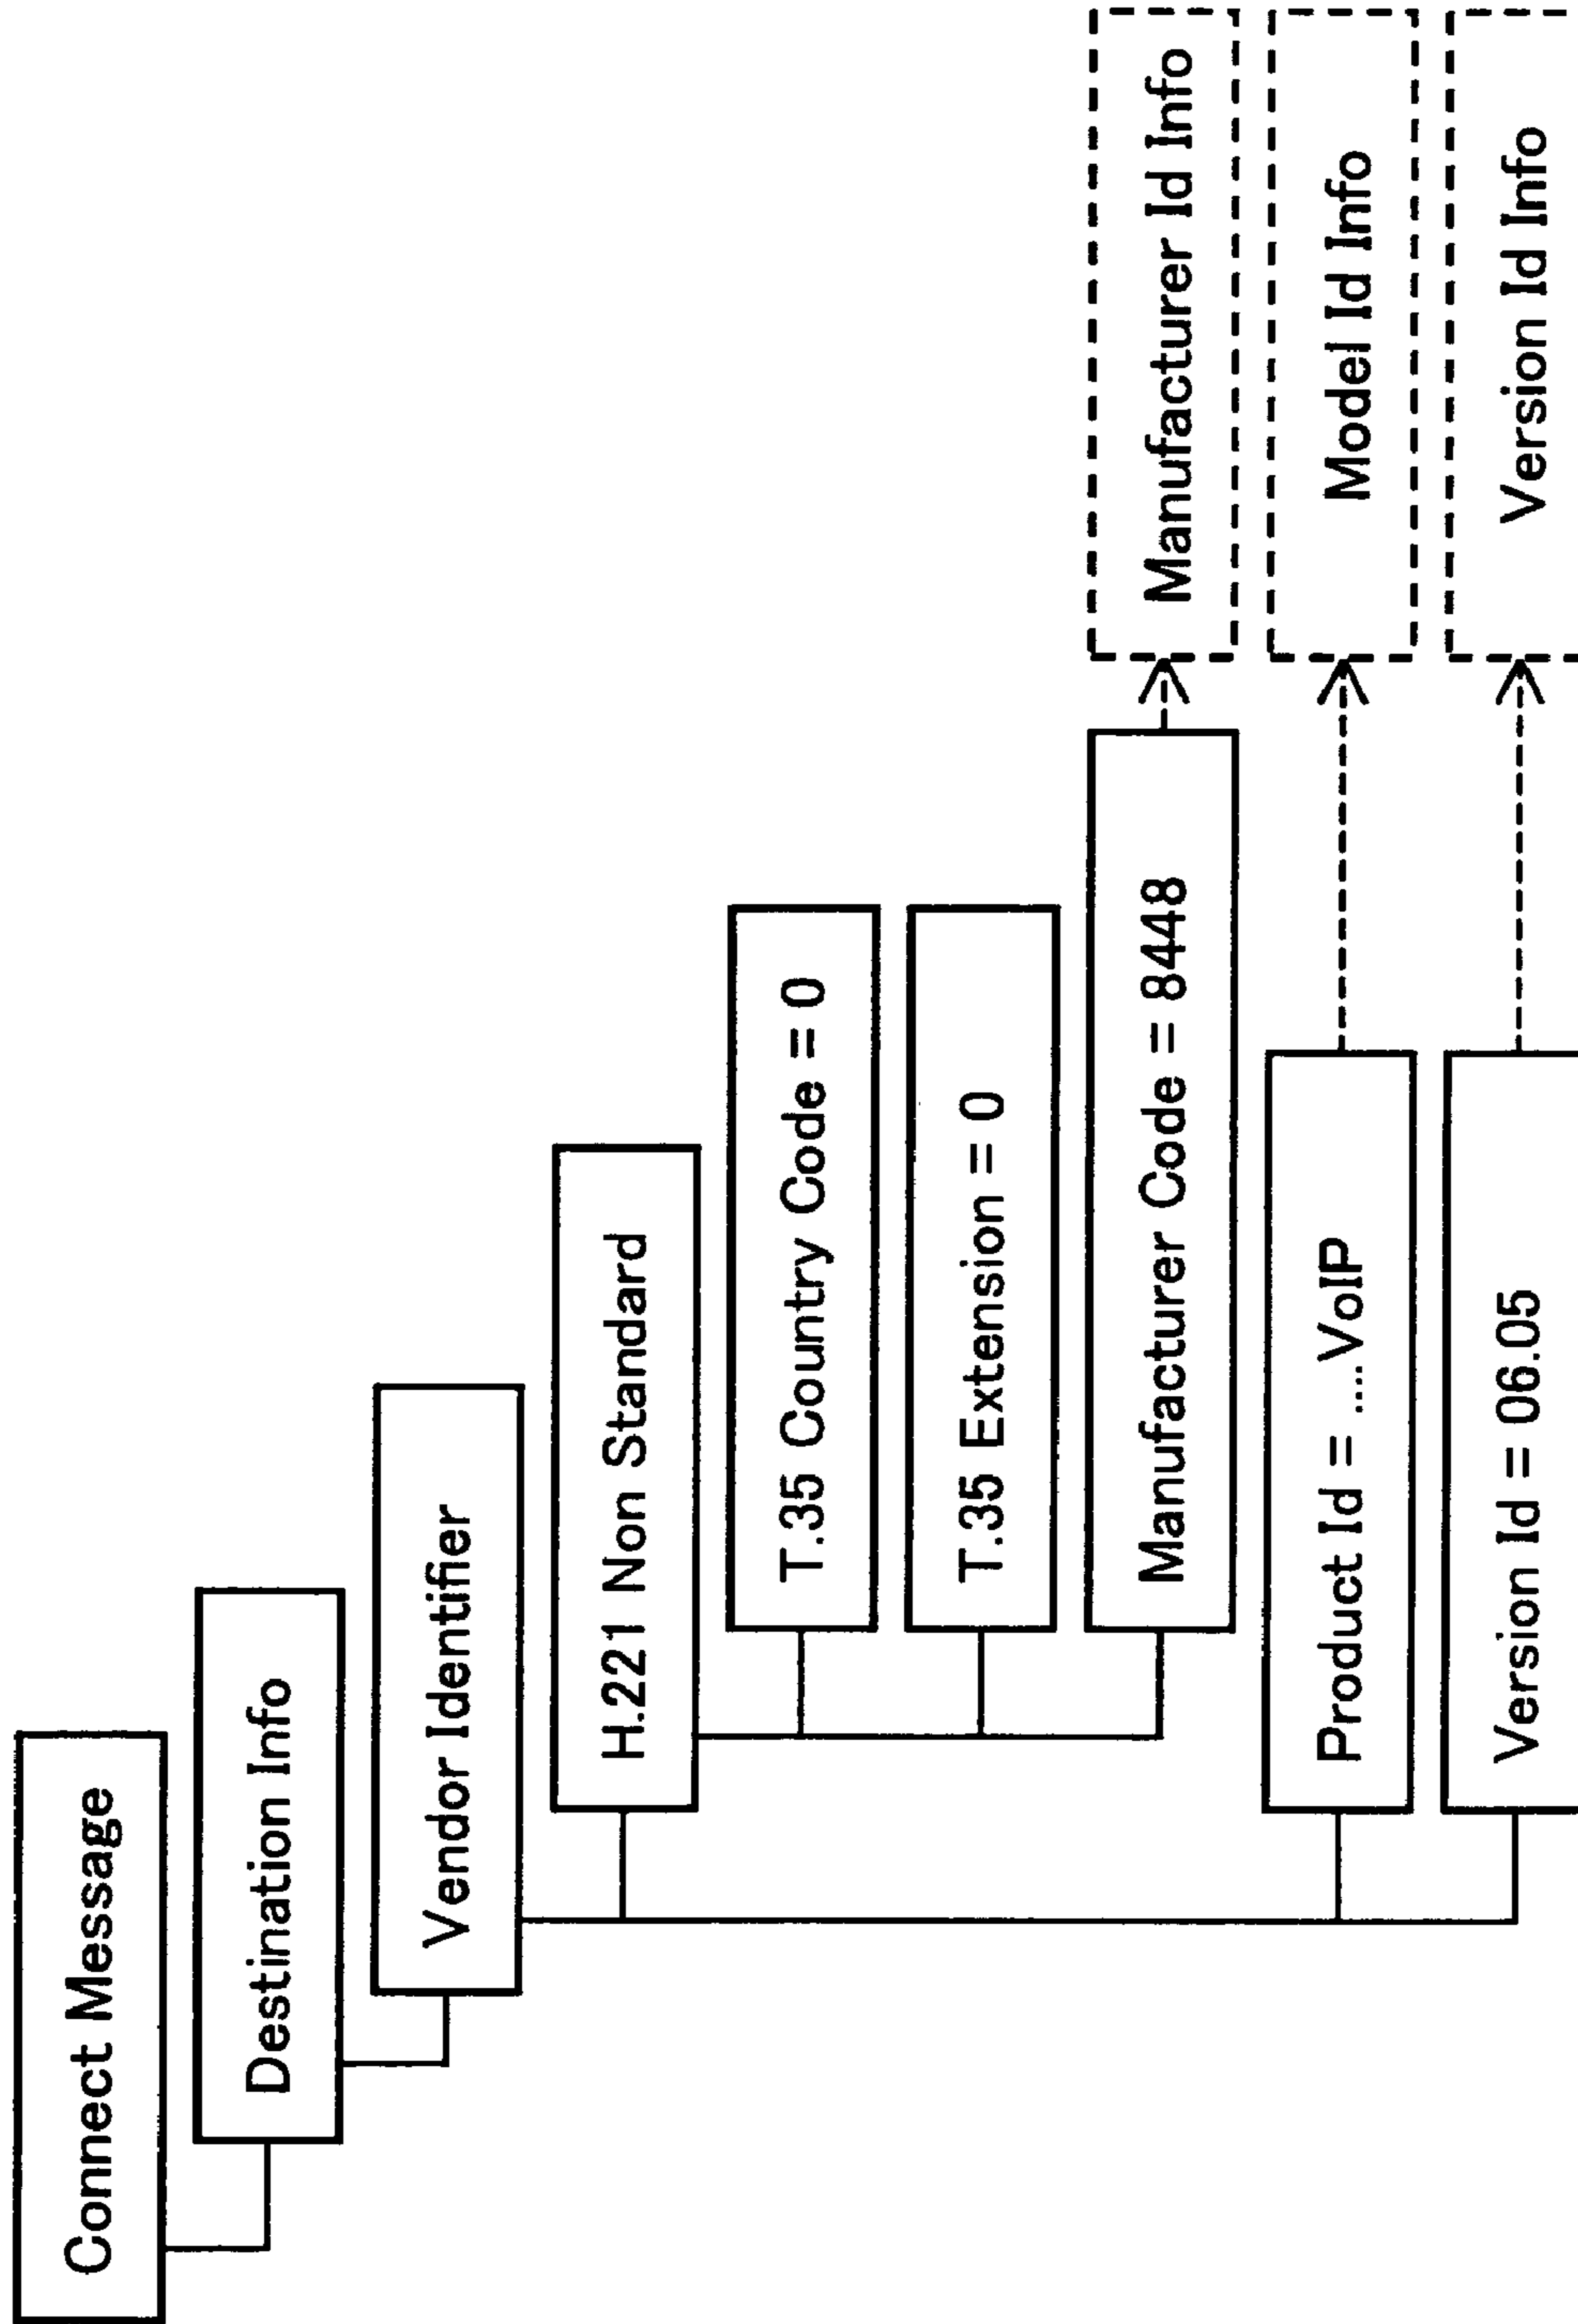 Connect Message
Destination Info
Vendor Identifier
H.221 Non Standard
T.35 Country Code = 0
T.35 Extension = 0
Manufacturer Code = 8448
Manufacturer Id Info
Product Id = ....VoIP
Model Id Info
Version Id = 06.05
Version Id Info